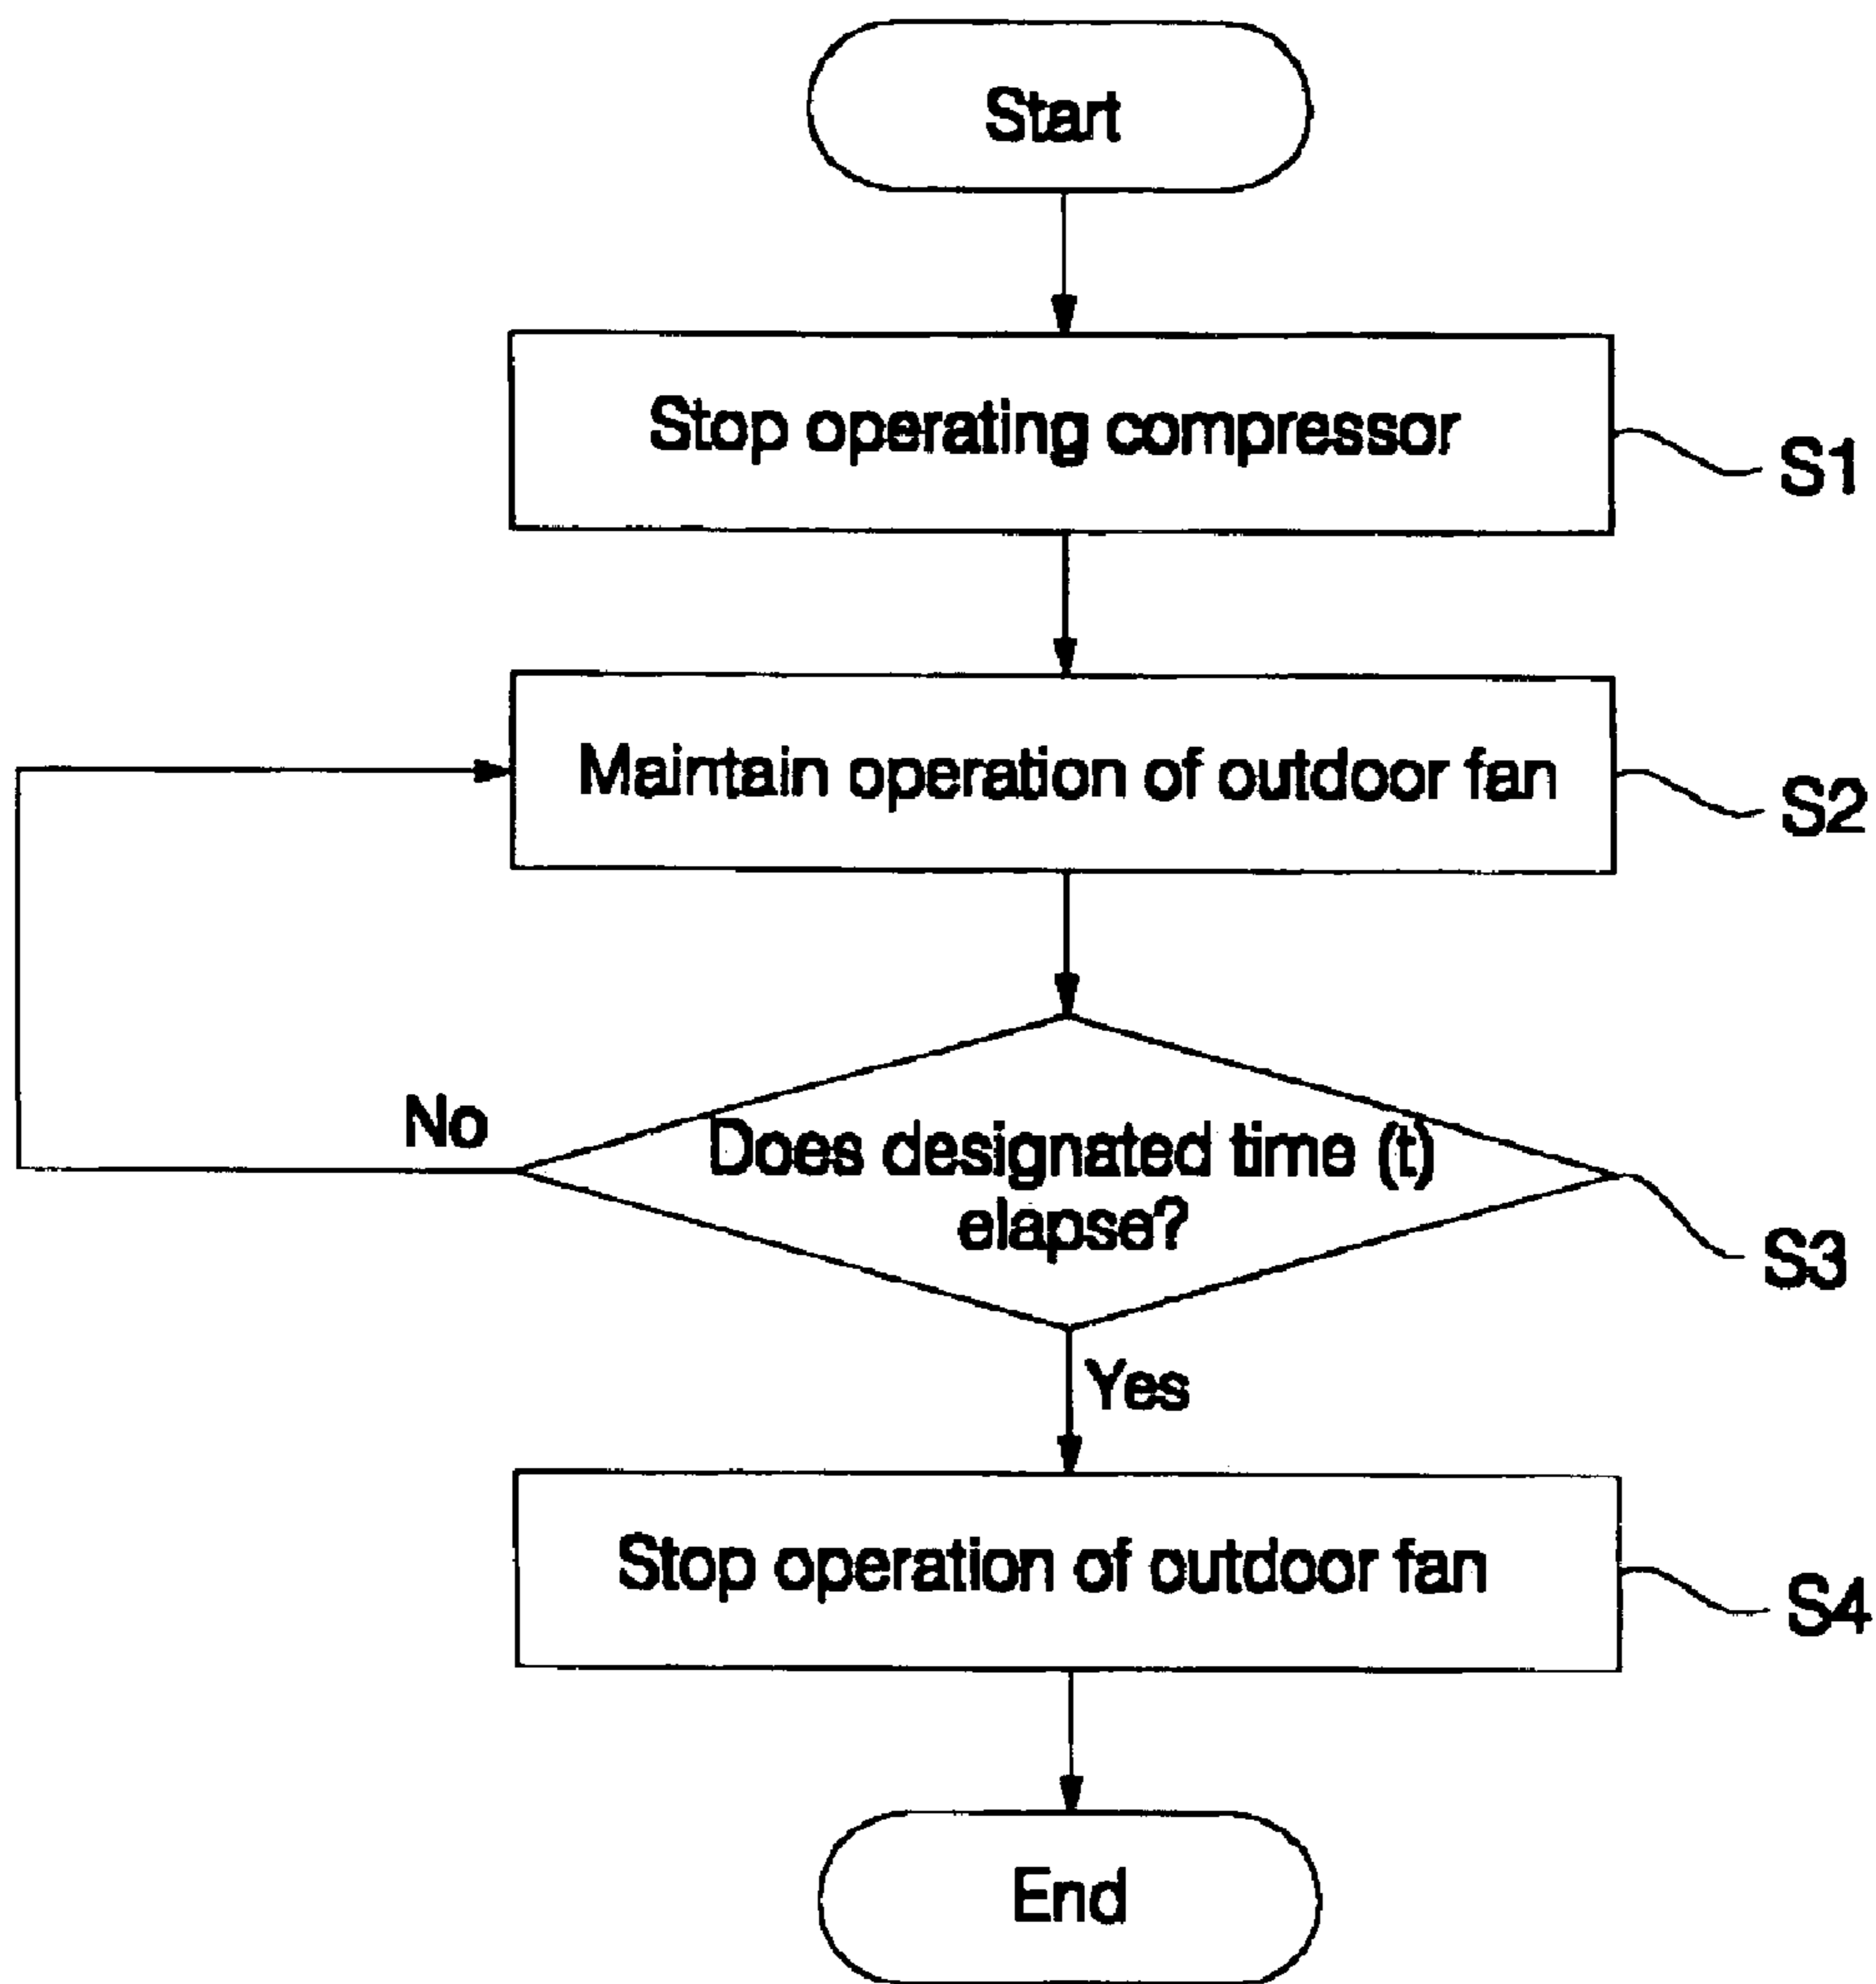 Start
Stop operating compressor
S1
Maintain operation of outdoor fan
S2
No
Does designated time (t)
elapse?
S3
Yes
Stop operation of outdoor fan
S4
End